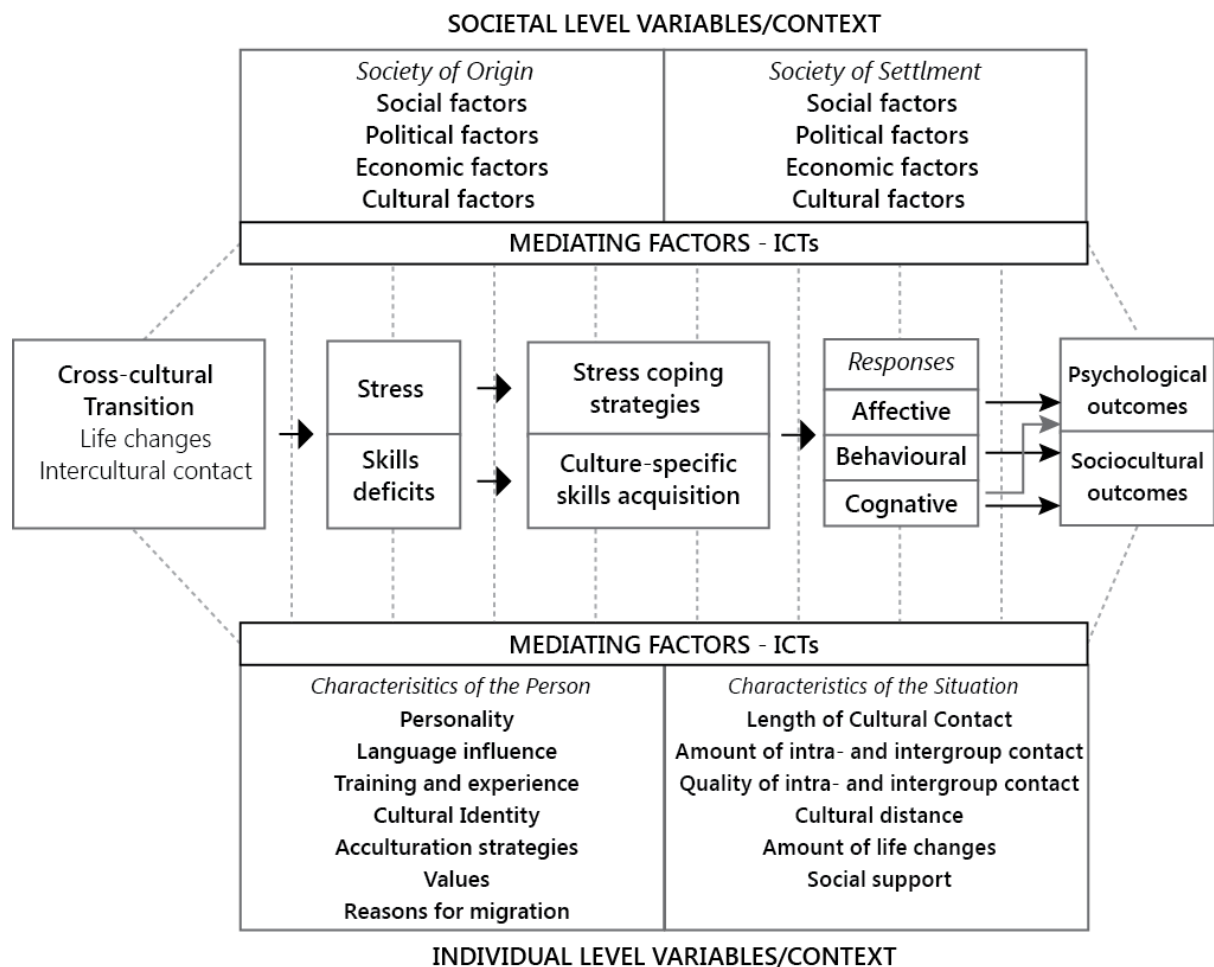 SOCIETAL LEVEL VARIABLES/CONTEXT
Society of Origin
Social factors
Political factors
Economic factors
Cultural factors
Society of Settlment
Social factors
Political factors
Economic factors
Cultural factors
MEDIATING FACTORS - ICTs
Cross-cultural
Transition
Life changes
Intercultural contact
Stress
Skills
deficits
Stress coping
strategies
Culture-specific
skills acquisition
Responses
Affective
Behavioural
Cognative
Psychological
outcomes
Sociocultural
outcomes
MEDIATING FACTORS - ICTs
Characterisitics of the Person
Personality
Language influence
Training and experience
Cultural Identity
Acculturation strategies
Values
Reasons for migration
Characteristics of the Situation
Length of Cultural Contact
Amount of intra- and intergroup contact
Quality of intra- and intergroup contact
Cultural distance
Amount of life changes
Social support
INDIVIDUAL LEVEL VARIABLES/CONTEXT